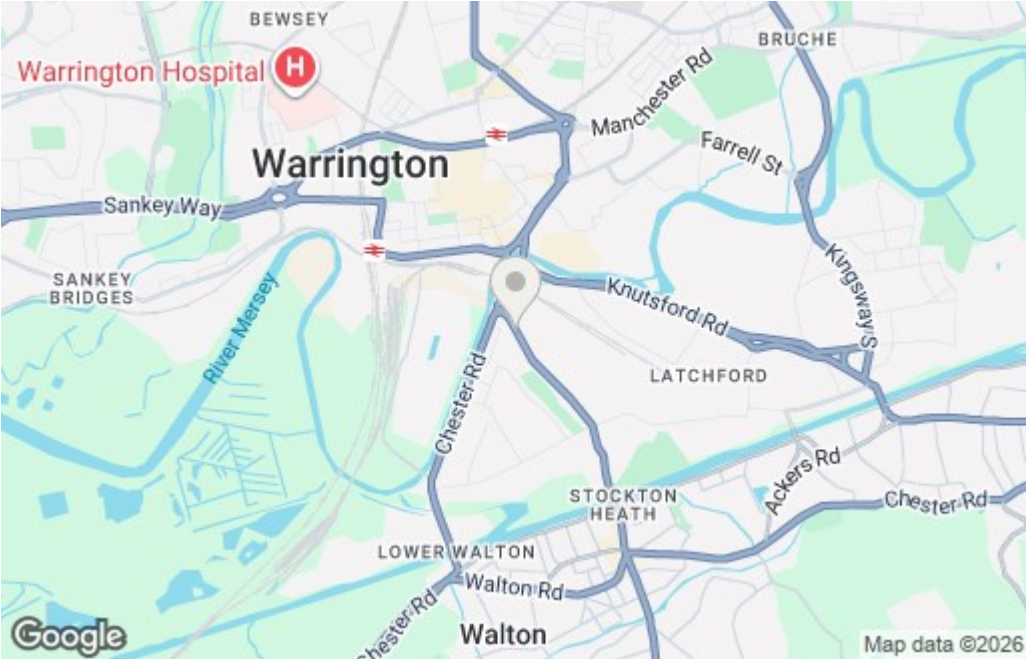 BEWSEY
BRUCHE
Warrington Hospital
H
Manchester Rd
Farrell St
Warrington
Sankey Way
SANKEY
BRIDGES
River Mersey
Knutsford Rd
Kingsway S
Chester Rd
LATCHFORD
Ackers Rd
STOCKTON
HEATH
Chester Rd
LOWER WALTON
Walton Rd
Chester Rd
Walton
Google
Map data ©2026